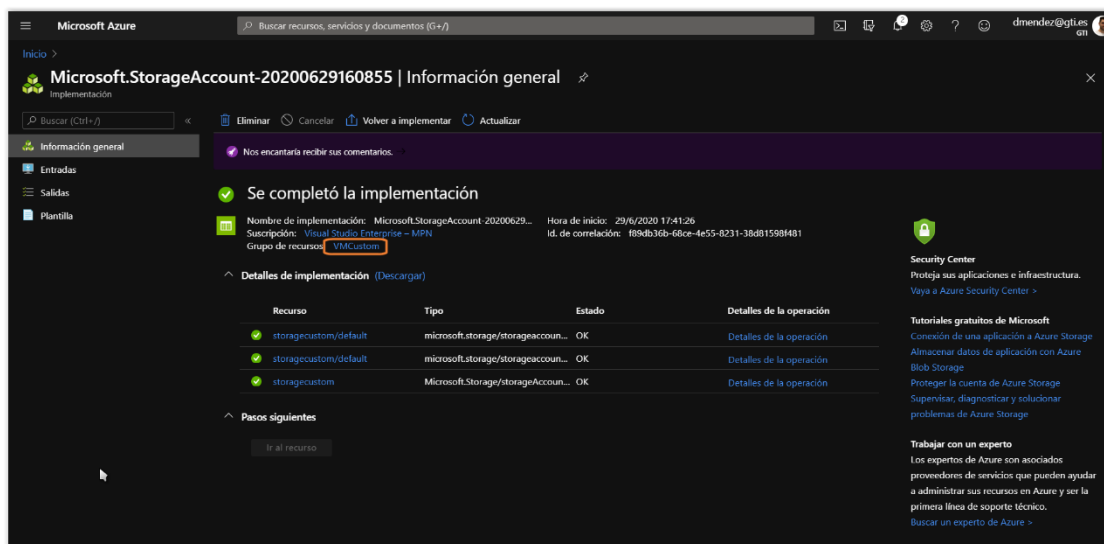 Microsoft Azure
Buscar recursos, servicios y documentos (G+/)
2
dmendez@gti.es
GTI
Inicio >
Microsoft.StorageAccount-20200629160855 | Información general
Implementación
Buscar (Ctrl+/)
«
Eliminar
Cancelar
Volver a implementar
Actualizar
Información general
Entradas
Salidas
Plantilla
Nos encantaría recibir sus comentarios. →
Se completó la implementación
Nombre de implementación: Microsoft.StorageAccount-20200629...
Suscripción: Visual Studio Enterprise – MPN
Grupo de recursos: VMCustom
Hora de inicio: 29/6/2020 17:41:26
Id. de correlación: f89db36b-68ce-4e55-8231-38d81598f481
Detalles de implementación (Descargar)
Recurso Tipo Estado Detalles de la operación
storagecustom/default microsoft.storage/storageaccoun... OK Detalles de la operación
storagecustom/default microsoft.storage/storageaccoun... OK Detalles de la operación
storagecustom Microsoft.Storage/storageAccoun... OK Detalles de la operación
Pasos siguientes
Ir al recurso
Security Center
Proteja sus aplicaciones e infraestructura.
Vaya a Azure Security Center >
Tutoriales gratuitos de Microsoft
Conexión de una aplicación a Azure Storage
Almacenar datos de aplicación con Azure
Blob Storage
Proteger la cuenta de Azure Storage
Supervisar, diagnosticar y solucionar
problemas de Azure Storage
Trabajar con un experto
Los expertos de Azure son asociados
proveedores de servicios que pueden ayudar
a administrar sus recursos en Azure y ser la
primera línea de soporte técnico.
Buscar un experto de Azure >